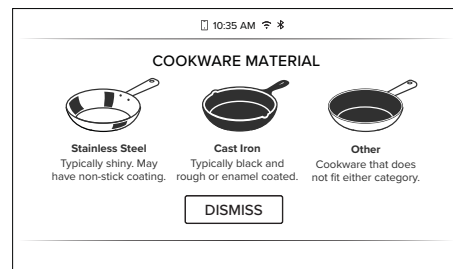 10:35 AM
COOKWARE MATERIAL
Stainless Steel
Typically shiny. May
have non-stick coating.
Cast Iron
Typically black and
rough or enamel coated.
Other
Cookware that does
not fit either category.
DISMISS